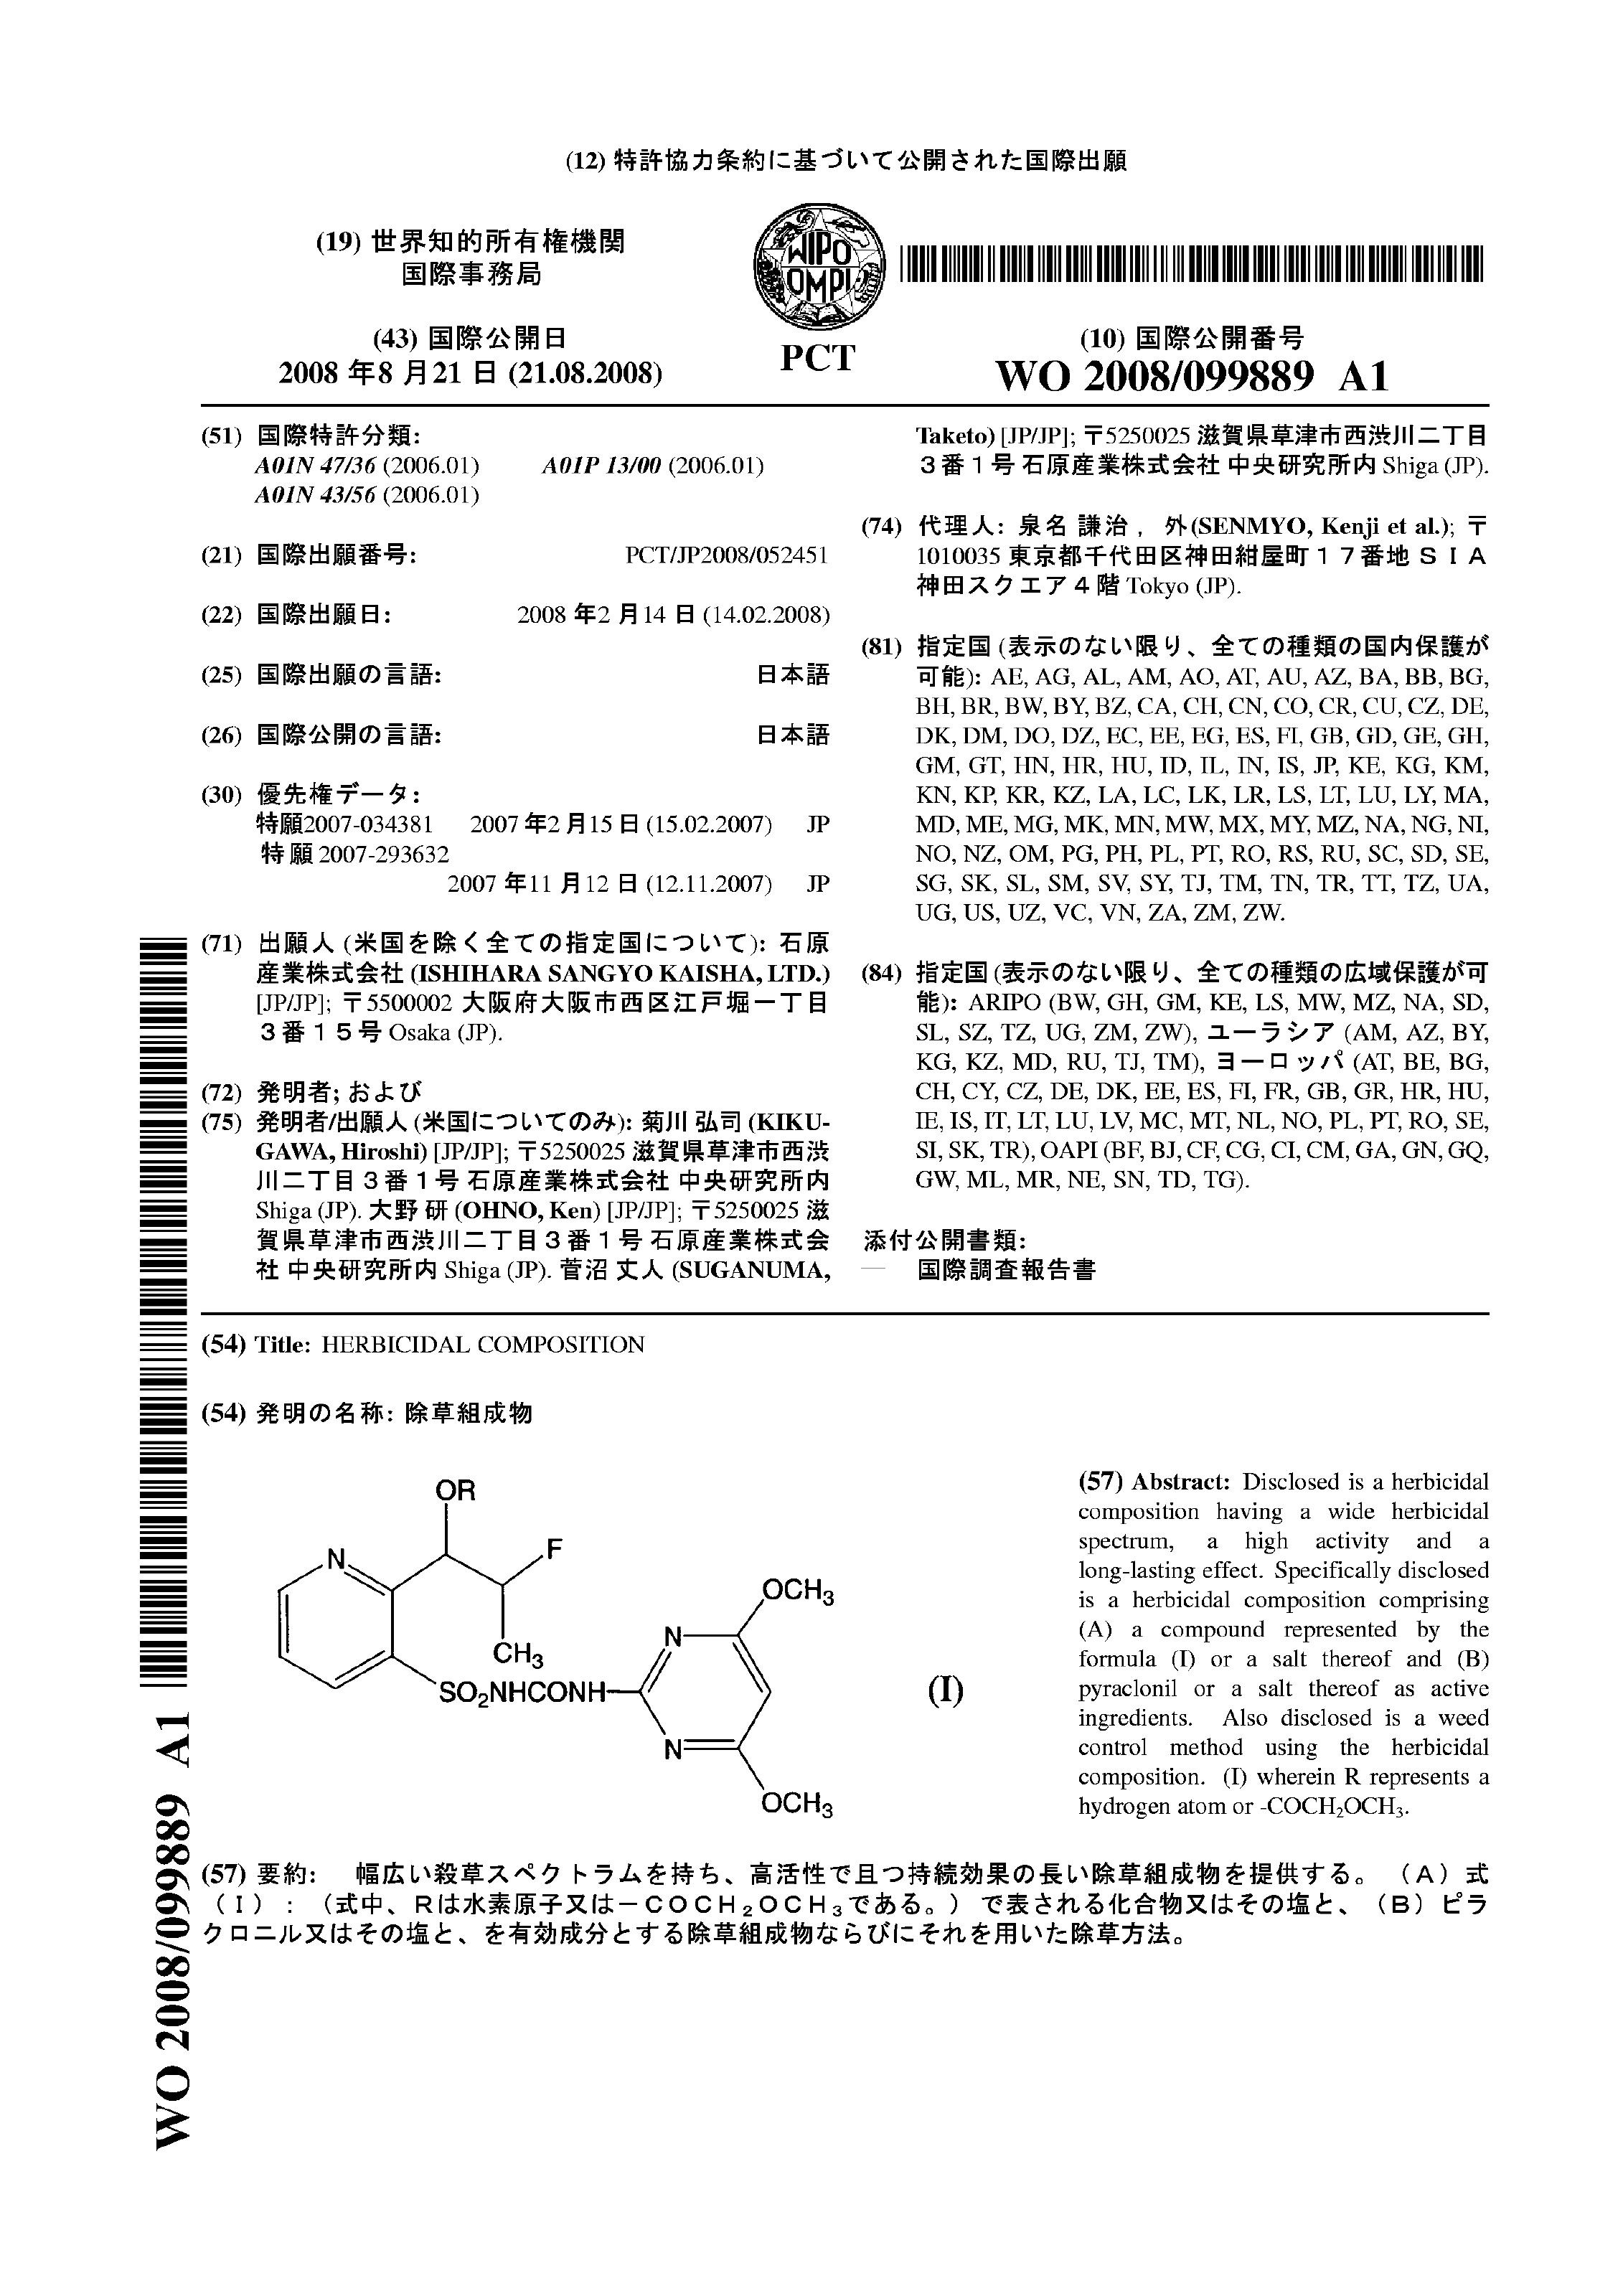 (12) 特許協力条約に基づいて公開された国際出願
(19) 世界知的所有権機関
国際事務局
WIPO
OMPI
PCT
(43) 国際公開日
2008 年8 月21 日 (21.08.2008)
(10) 国際公開番号
WO 2008/099889 A1
(51) 国際特許分類:
A01N 47/36 (2006.01) A01P 13/00 (2006.01)
A01N 43/56 (2006.01)
(21) 国際出願番号: PCT/JP2008/052451
(22) 国際出願日: 2008 年2 月14 日 (14.02.2008)
(25) 国際出願の言語: 日本語
(26) 国際公開の言語: 日本語
(30) 優先権データ:
特願2007-034381 2007 年2 月15 日 (15.02.2007) JP
特願2007-293632
2007 年11 月12 日 (12.11.2007) JP
(71) 出願人 (米国を除く全ての指定国について): 石原
産業株式会社 (ISHIHARA SANGYO KAISHA, LTD.)
[JP/JP]; 〒5500002 大阪府大阪市西区江戸堀一丁目
3番15号 Osaka (JP).
(72) 発明者; および
(75) 発明者/出願人 (米国についてのみ): 菊川 弘司 (KIKU-
GAWA, Hiroshi) [JP/JP]; 〒5250025 滋賀県草津市西渋
川二丁目3番1号 石原産業株式会社 中央研究所内
Shiga (JP). 大野 研 (OHNO, Ken) [JP/JP]; 〒5250025 滋
賀県草津市西渋川二丁目3番1号 石原産業株式会
社 中央研究所内 Shiga (JP). 菅沼 丈人 (SUGANUMA,
Taketo) [JP/JP]; 〒5250025 滋賀県草津市西渋川二丁目
3番1号 石原産業株式会社 中央研究所内 Shiga (JP).
(74) 代理人: 泉名 謙治, 外(SENMYO, Kenji et al.); 〒
1010035 東京都千代田区神田紺屋町17番地 SIA
神田スクエア4階 Tokyo (JP).
(81) 指定国 (表示のない限り、全ての種類の国内保護が
可能): AE, AG, AL, AM, AO, AT, AU, AZ, BA, BB, BG,
BH, BR, BW, BY, BZ, CA, CH, CN, CO, CR, CU, CZ, DE,
DK, DM, DO, DZ, EC, EE, EG, ES, FI, GB, GD, GE, GH,
GM, GT, HN, HR, HU, ID, IL, IN, IS, JP, KE, KG, KM,
KN, KP, KR, KZ, LA, LC, LK, LR, LS, LT, LU, LY, MA,
MD, ME, MG, MK, MN, MW, MX, MY, MZ, NA, NG, NI,
NO, NZ, OM, PG, PH, PL, PT, RO, RS, RU, SC, SD, SE,
SG, SK, SL, SM, SV, SY, TJ, TM, TN, TR, TT, TZ, UA,
UG, US, UZ, VC, VN, ZA, ZM, ZW.
(84) 指定国 (表示のない限り、全ての種類の広域保護が可
能): ARIPO (BW, GH, GM, KE, LS, MW, MZ, NA, SD,
SL, SZ, TZ, UG, ZM, ZW), ユーラシア (AM, AZ, BY,
KG, KZ, MD, RU, TJ, TM), ヨーロッパ (AT, BE, BG,
CH, CY, CZ, DE, DK, EE, ES, FI, FR, GB, GR, HR, HU,
IE, IS, IT, LT, LU, LV, MC, MT, NL, NO, PL, PT, RO, SE,
SI, SK, TR), OAPI (BF, BJ, CF, CG, CI, CM, GA, GN, GQ,
GW, ML, MR, NE, SN, TD, TG).
添付公開書類:
— 国際調査報告書
(54) Title: HERBICIDAL COMPOSITION
(54) 発明の名称: 除草組成物
OR
N
F
CH3
SO2NHCONH
N
N
OCH3
OCH3
(I)
(57) Abstract: Disclosed is a herbicidal
composition having a wide herbicidal
spectrum, a high activity and a
long-lasting effect. Specifically disclosed
is a herbicidal composition comprising
(A) a compound represented by the
formula (I) or a salt thereof and (B)
pyraclonil or a salt thereof as active
ingredients. Also disclosed is a weed
control method using the herbicidal
composition. (I) wherein R represents a
hydrogen atom or -COCH2OCH3.
(57) 要約: 幅広い殺草スペクトラムを持ち、高活性で且つ持続効果の長い除草組成物を提供する。 (A) 式
(I) : (式中、Rは水素原子又は－COCH2OCH3である。) で表される化合物又はその塩と、(B) ピラ
クロニル又はその塩と、を有効成分とする除草組成物ならびにそれを用いた除草方法。
WO 2008/099889 A1